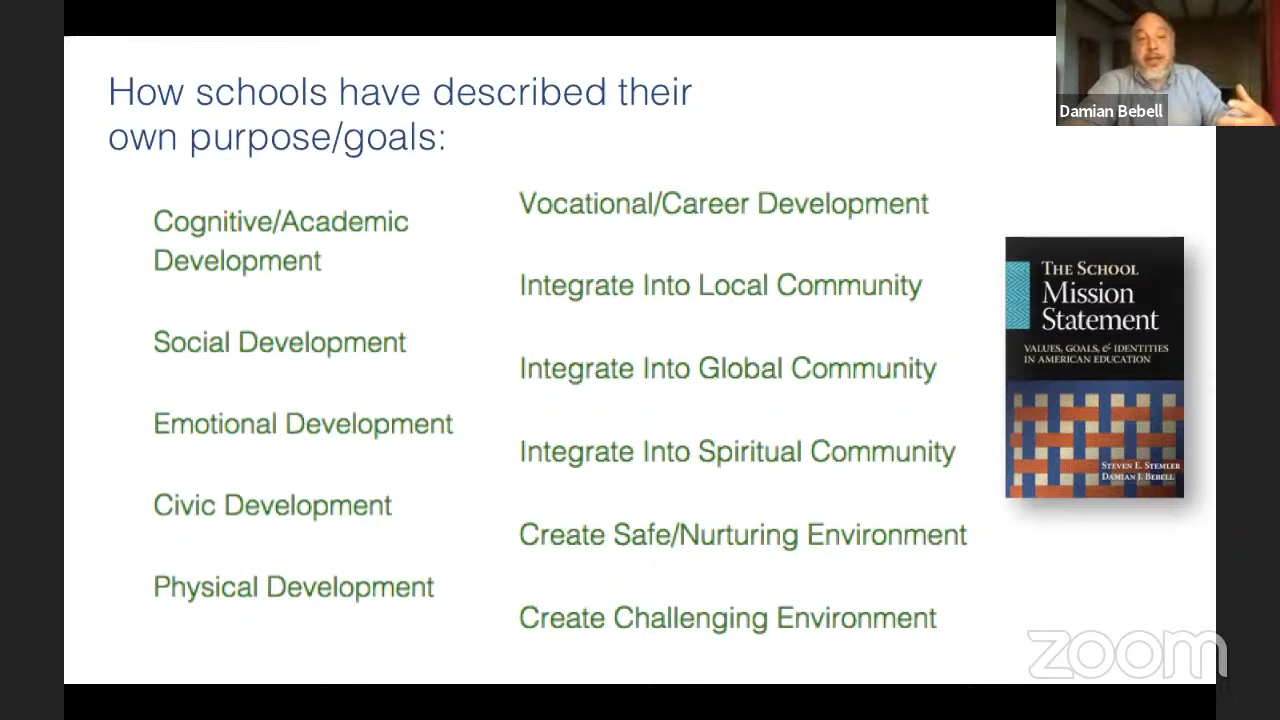 How schools have described their
own purpose/goals:
Cognitive/Academic
Development
Social Development
Emotional Development
Civic Development
Physical Development
Vocational/Career Development
Integrate Into Local Community
Integrate Into Global Community
Integrate Into Spiritual Community
Create Safe/Nurturing Environment
Create Challenging Environment
THE SCHOOL
Mission
Statement
VALUES, GOALS, & IDENTITIES
IN AMERICAN EDUCATION
STEVEN E. STEMLER
DAMIAN J. BEBELL
Damian Bebell
zoom